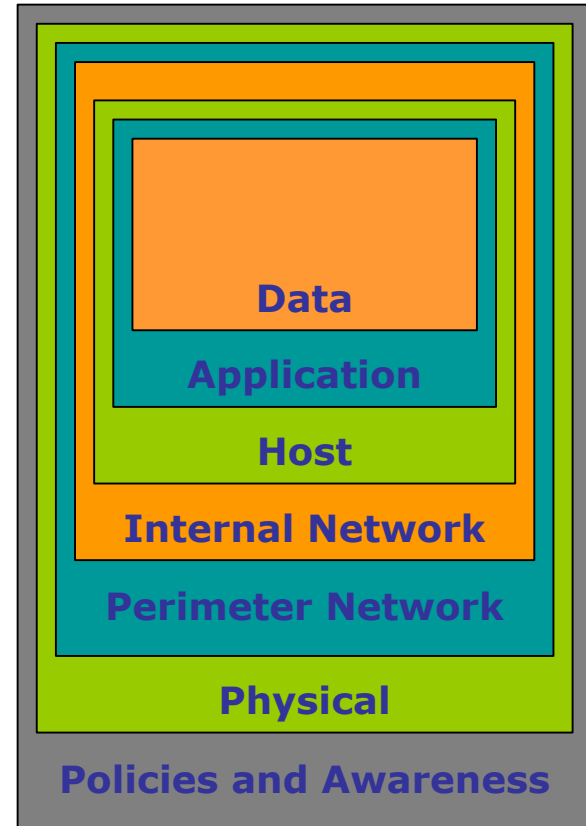 Data
Application
Host
Internal Network
Perimeter Network
Physical
Policies and Awareness